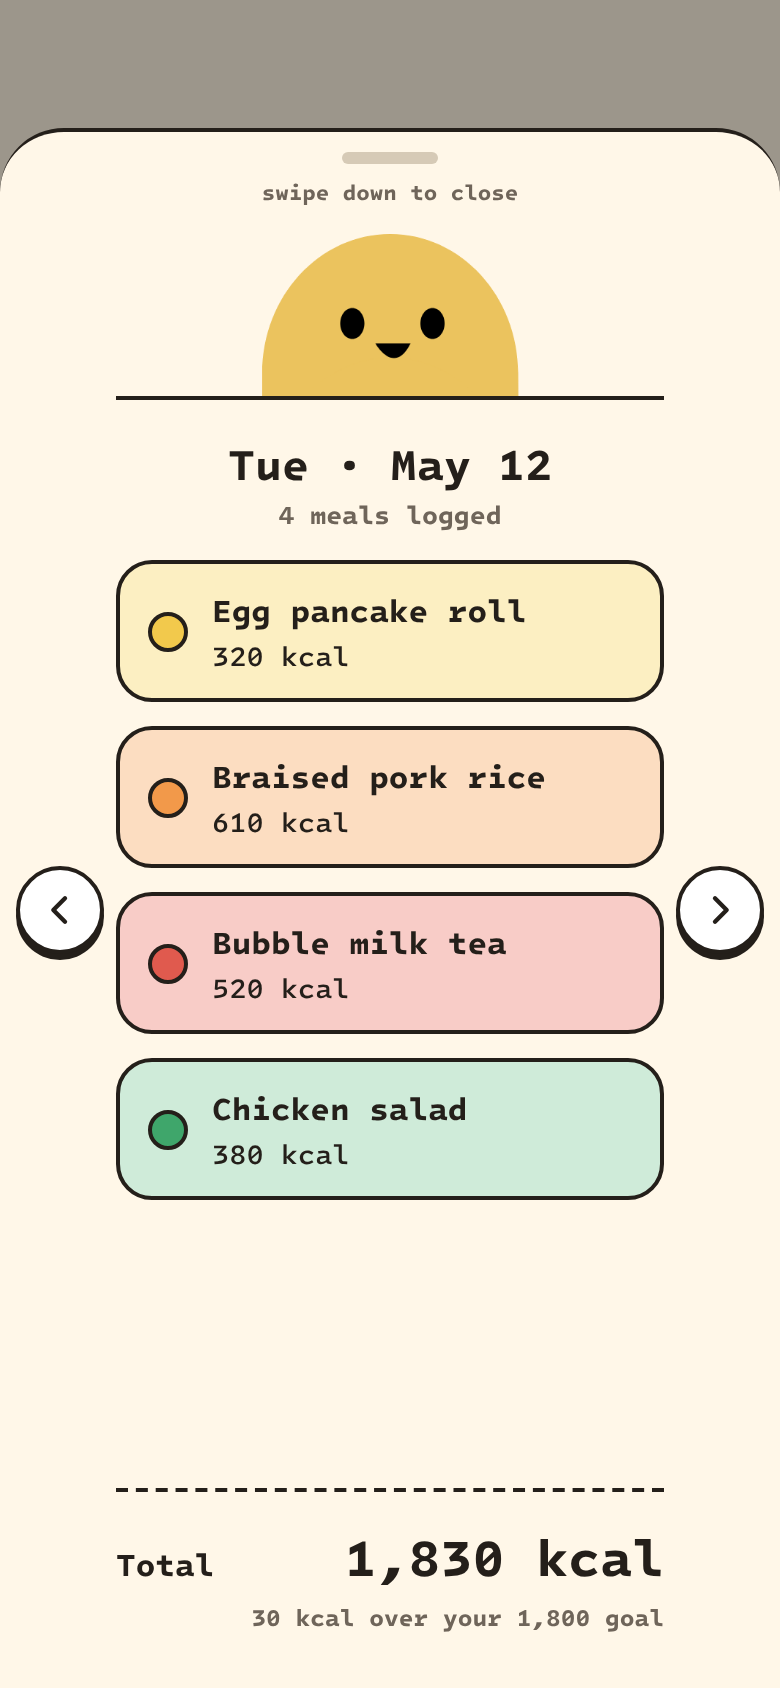 swipe down to close
Tue • May 12
4 meals logged
Egg pancake roll
320 kcal
Braised pork rice
610 kcal
Bubble milk tea
520 kcal
Chicken salad
380 kcal
Total 1,830 kcal
30 kcal over your 1,800 goal